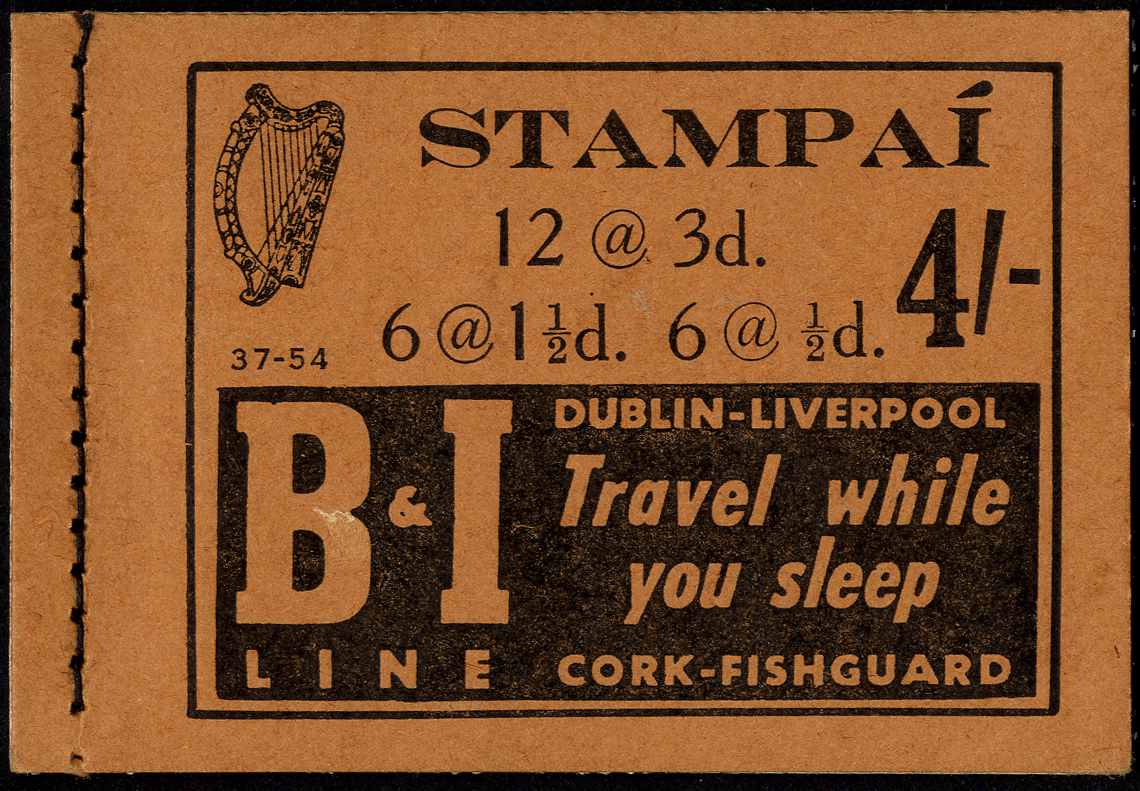 STAMPAÍ
12 @ 3d.
6 @ 1½d. 6 @ ½d.
4/-
37-54
B & I
LINE
DUBLIN-LIVERPOOL
Travel while
you sleep
CORK-FISHGUARD